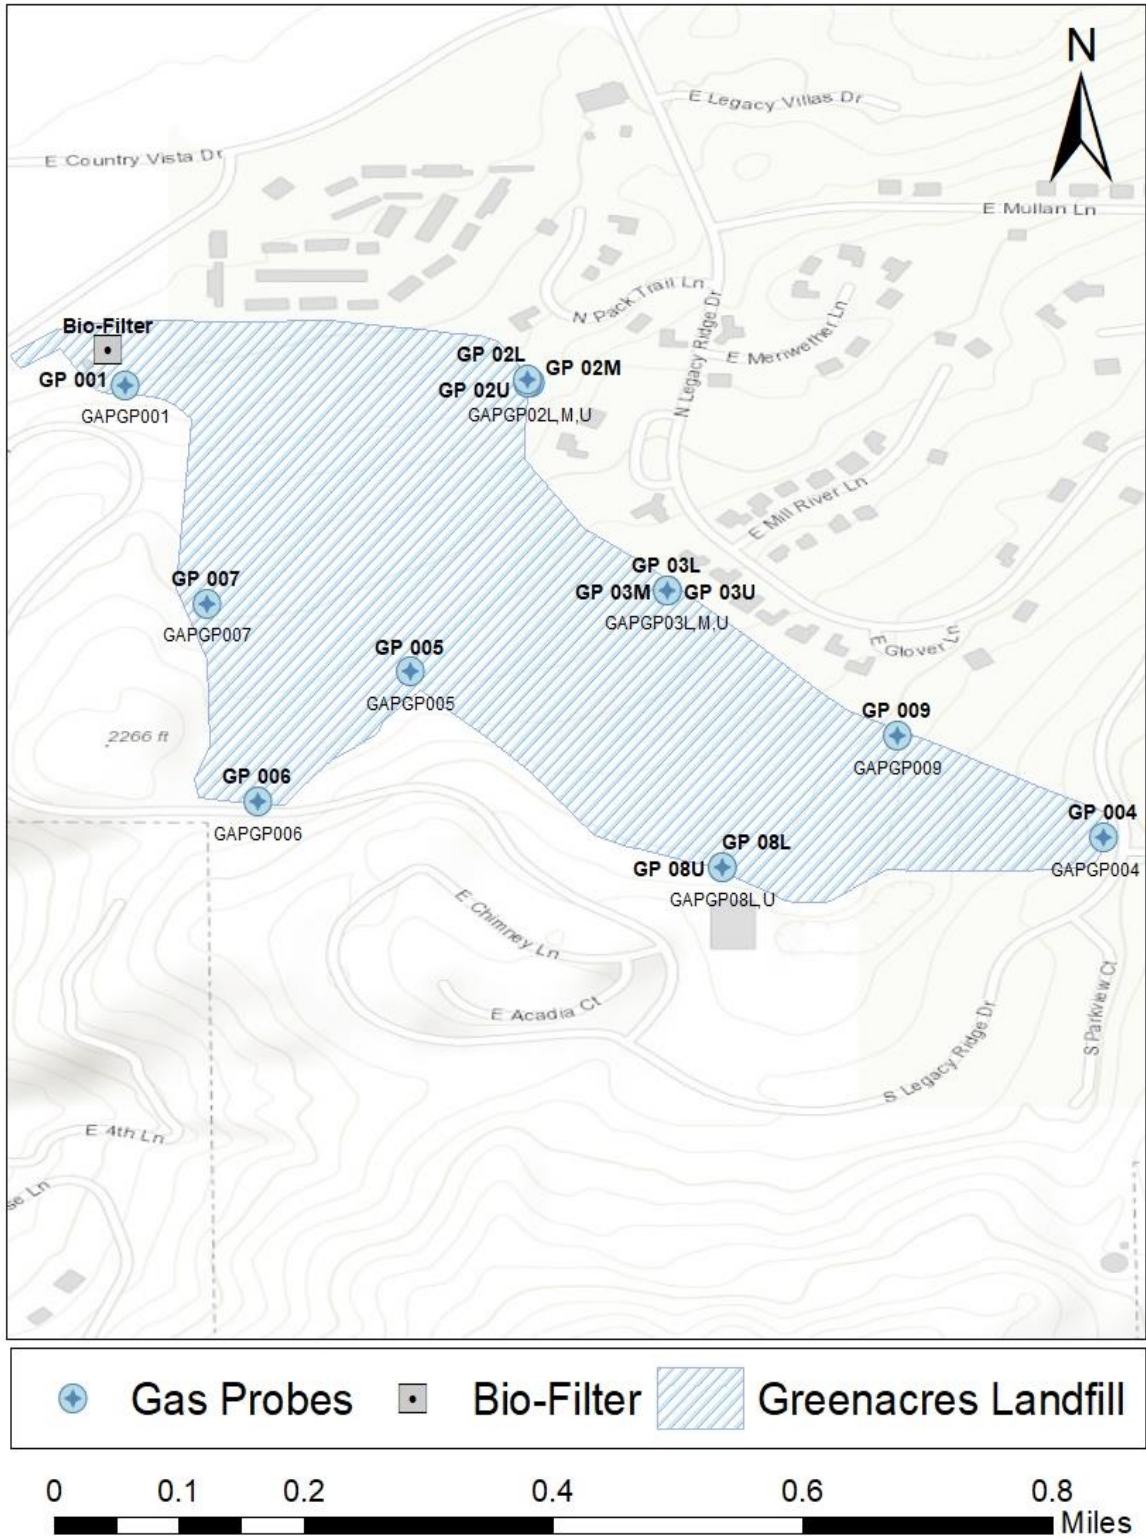 N
E Legacy Villas Dr
E Country Vista Dr
E Mullan Ln
N Pack Trail Ln
N Legacy Ridge Dr
E Meriwether Ln
Bio-Filter
GP 001
GAPGP001
GP 02L
GP 02M
GP 02U
GAPGP02L,M,U
E Mill River Ln
GP 03L
GP 03M
GP 03U
GAPGP03L,M,U
GP 007
GAPGP007
E Glover Ln
GP 005
GAPGP005
GP 009
GAPGP009
2266 ft
GP 006
GAPGP006
GP 004
GAPGP004
GP 08L
GP 08U
GAPGP08L,U
E Chimney Ln
E Acadia Ct
S Legacy Ridge Dr
S Parkview Ct
E 4th Ln
se Ln
Gas Probes
Bio-Filter
Greenacres Landfill
0 0.1 0.2 0.4 0.6 0.8
Miles